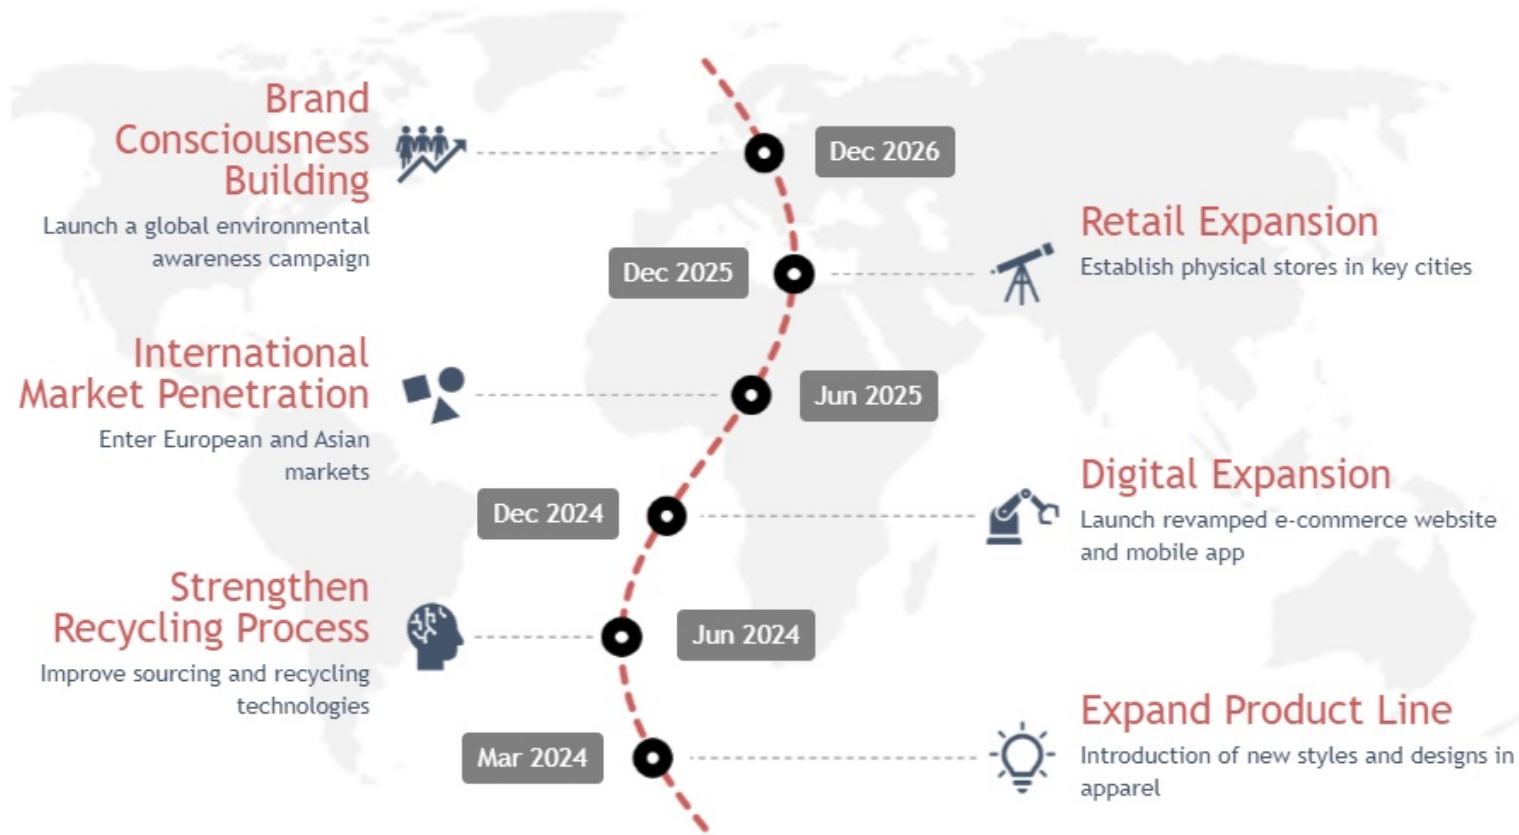 Brand
Consciousness
Building
Launch a global environmental
awareness campaign
Dec 2026
Retail Expansion
Establish physical stores in key cities
Dec 2025
International
Market Penetration
Enter European and Asian
markets
Jun 2025
Digital Expansion
Launch revamped e-commerce website
and mobile app
Dec 2024
Strengthen
Recycling Process
Improve sourcing and recycling
technologies
Jun 2024
Expand Product Line
Introduction of new styles and designs in
apparel
Mar 2024